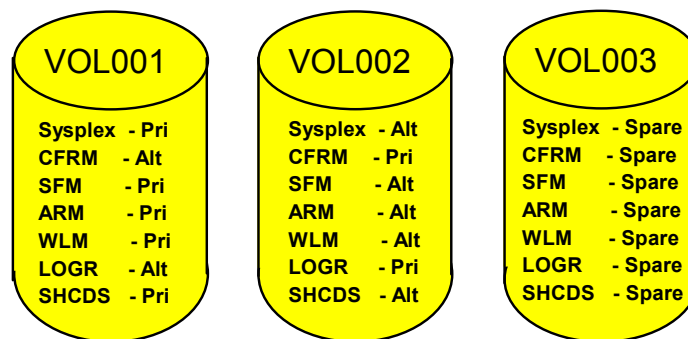 VOL001
Sysplex - Pri
CFRM - Alt
SFM - Pri
ARM - Pri
WLM - Pri
LOGR - Alt
SHCDS - Pri
VOL002
Sysplex - Alt
CFRM - Pri
SFM - Alt
ARM - Alt
WLM - Alt
LOGR - Pri
SHCDS - Alt
VOL003
Sysplex - Spare
CFRM - Spare
SFM - Spare
ARM - Spare
WLM - Spare
LOGR - Spare
SHCDS - Spare